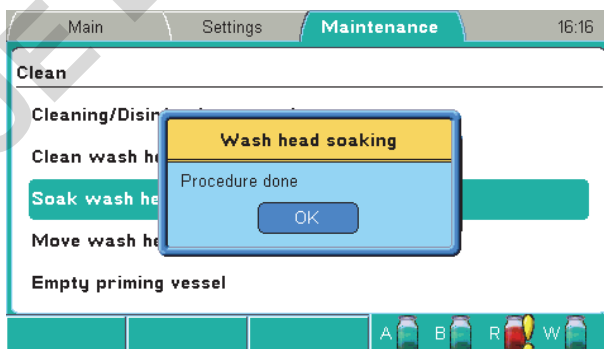 Main Settings Maintenance 16:16
Clean
Cleaning/Disin
Clean wash he
Soak wash he
Move wash he
Empty priming vessel
Wash head soaking
Procedure done
OK
A B R W